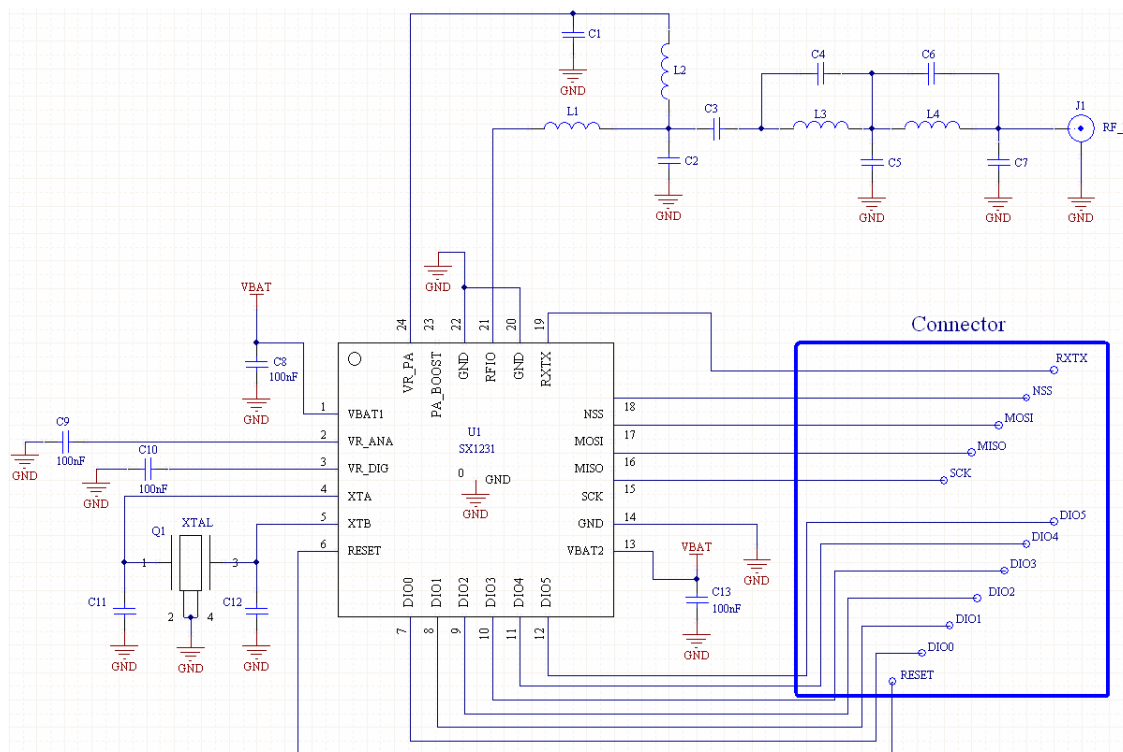 C1
GND
L2
C4
C6
L1
C3
L3
L4
J1
RF_
C2
C5
C7
GND
GND
GND
GND
VBAT
GND
24
23
22
21
20
19
Connector
C8
100nF
GND
VR_PA
PA_BOOST
GND
RFIO
GND
RXTX
RXTX
NSS
MOSI
MISO
SCK
1
VBAT1
NSS
18
C9
100nF
GND
2
VR_ANA
U1
SX1231
MOSI
17
C10
100nF
GND
3
VR_DIG
0
GND
GND
MISO
16
4
XTA
SCK
15
XTAL
Q1
5
XTB
GND
14
GND
6
RESET
VBAT2
13
VBAT
1
3
DIO5
DIO4
DIO3
DIO2
DIO1
DIO0
RESET
C11
2
4
C12
GND
GND
GND
DIO0
DIO1
DIO2
DIO3
DIO4
DIO5
C13
100nF
GND
7
8
9
10
11
12